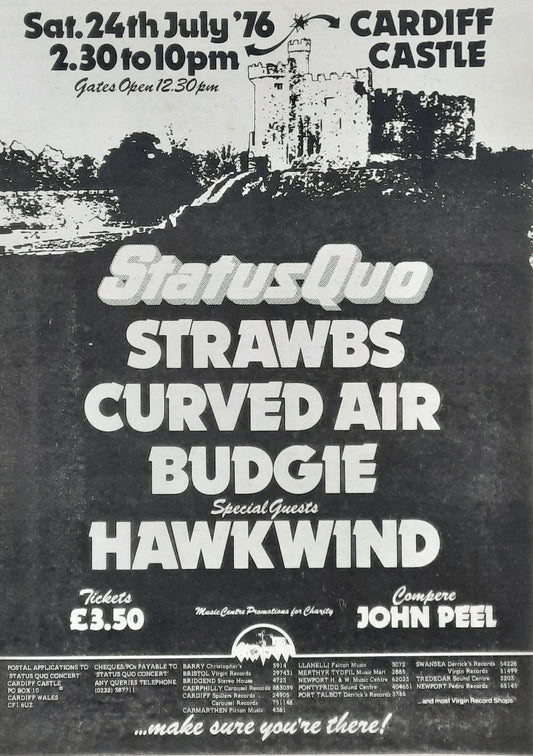 Sat. 24th July '76
2.30 to 10pm
Gates Open 12.30pm
CARDIFF
CASTLE
Status Quo
STRAWBS
CURVED AIR
BUDGIE
Special Guests
HAWKWIND
Tickets
£3.50
Music Centre Promotions for Charity
Compere
JOHN PEEL
POSTAL APPLICATIONS TO
'STATUS QUO CONCERT'
CARDIFF CASTLE
PO BOX 10
CARDIFF WALES
CF1 6UZ
CHEQUES/POs PAYABLE TO
'STATUS QUO CONCERT'
ANY QUERIES TELEPHONE
(0222) 387711
BARRY Christopher's 5914
BRISTOL Virgin Records 297431
BRIDGEND Stereo House 4723
CAERPHILLY Carousel Records 883039
CARDIFF Spillers Records 24905
Carousel Records 751148
CARMARTHEN Falcon Music 4561
LLANELLI Falcon Music 3072
MERTHYR TYDFIL Music Mart 2885
NEWPORT H. & W Music Centre 62023
PONTYPRIDD Sound Centre 404651
PORT TALBOT Derrick's Records 3736
SWANSEA Derrick's Records 54226
Virgin Records 51499
TREDEGAR Sound Centre 2203
NEWPORT Pedro Records 65145
...and most Virgin Record Shops
...make sure you're there!